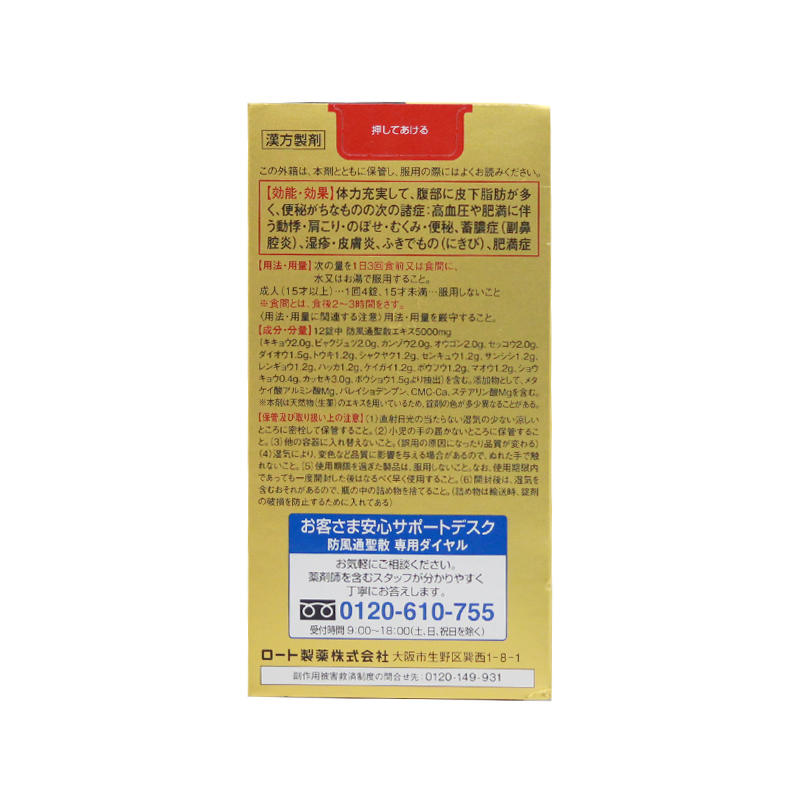 押してあける
漢方製剤
この外箱は、本剤とともに保管し、服用の際にはよくお読みください。
【効能・効果】体力充実して、腹部に皮下脂肪が多
く、便秘がちなものの次の諸症：高血圧や肥満に伴
う動悸・肩こり・のぼせ・むくみ・便秘、蓄膿症（副鼻
腔炎）、湿疹・皮膚炎、ふきでもの（にきび）、肥満症
【用法・用量】次の量を1日3回食前又は食間に、
水又はお湯で服用すること。
成人（15才以上）…1回4錠、15才未満…服用しないこと
※食間とは、食後2〜3時間をさす。
〈用法・用量に関連する注意〉用法・用量を厳守すること。
【成分・分量】12錠中 防風通聖散エキス5000mg
（キキョウ2.0g、ビャクジュツ2.0g、カンゾウ2.0g、オウゴン2.0g、セッコウ2.0g、
ダイオウ1.5g、トウキ1.2g、シャクヤク1.2g、センキュウ1.2g、サンシシ1.2g、
レンギョウ1.2g、ハッカ1.2g、ケイガイ1.2g、ボウフウ1.2g、マオウ1.2g、ショウ
キョウ0.4g、カッセキ3.0g、ボウショウ1.5gより抽出）を含む。添加物として、メタ
ケイ酸アルミン酸Mg、バレイショデンプン、CMC-Ca、ステアリン酸Mgを含む。
※本剤は天然物（生薬）のエキスを用いているため、錠剤の色が多少異なることがある。
【保管及び取り扱い上の注意】（1）直射日光の当たらない湿気の少ない涼しい
ところに密栓して保管すること。（2）小児の手の届かないところに保管するこ
と。（3）他の容器に入れ替えないこと。（誤用の原因になったり品質が変わる）
（4）湿気により、変色など品質に影響を与える場合があるので、ぬれた手で触
れないこと。（5）使用期限を過ぎた製品は、服用しないこと。なお、使用期限内
であっても一度開封した後はなるべく早く使用すること。（6）開封後は、湿気を
含むおそれがあるので、瓶の中の詰め物を捨てること。（詰め物は輸送時、錠剤
の破損を防止するために入れてある）
お客さま安心サポートデスク
防風通聖散 専用ダイヤル
お気軽にご相談ください。
薬剤師を含むスタッフが分かりやすく
丁寧にお答えします。
0120-610-755
受付時間 9:00〜18:00（土、日、祝日を除く）
ロート製薬株式会社 大阪市生野区巽西1-8-1
副作用被害救済制度の問合せ先：0120-149-931